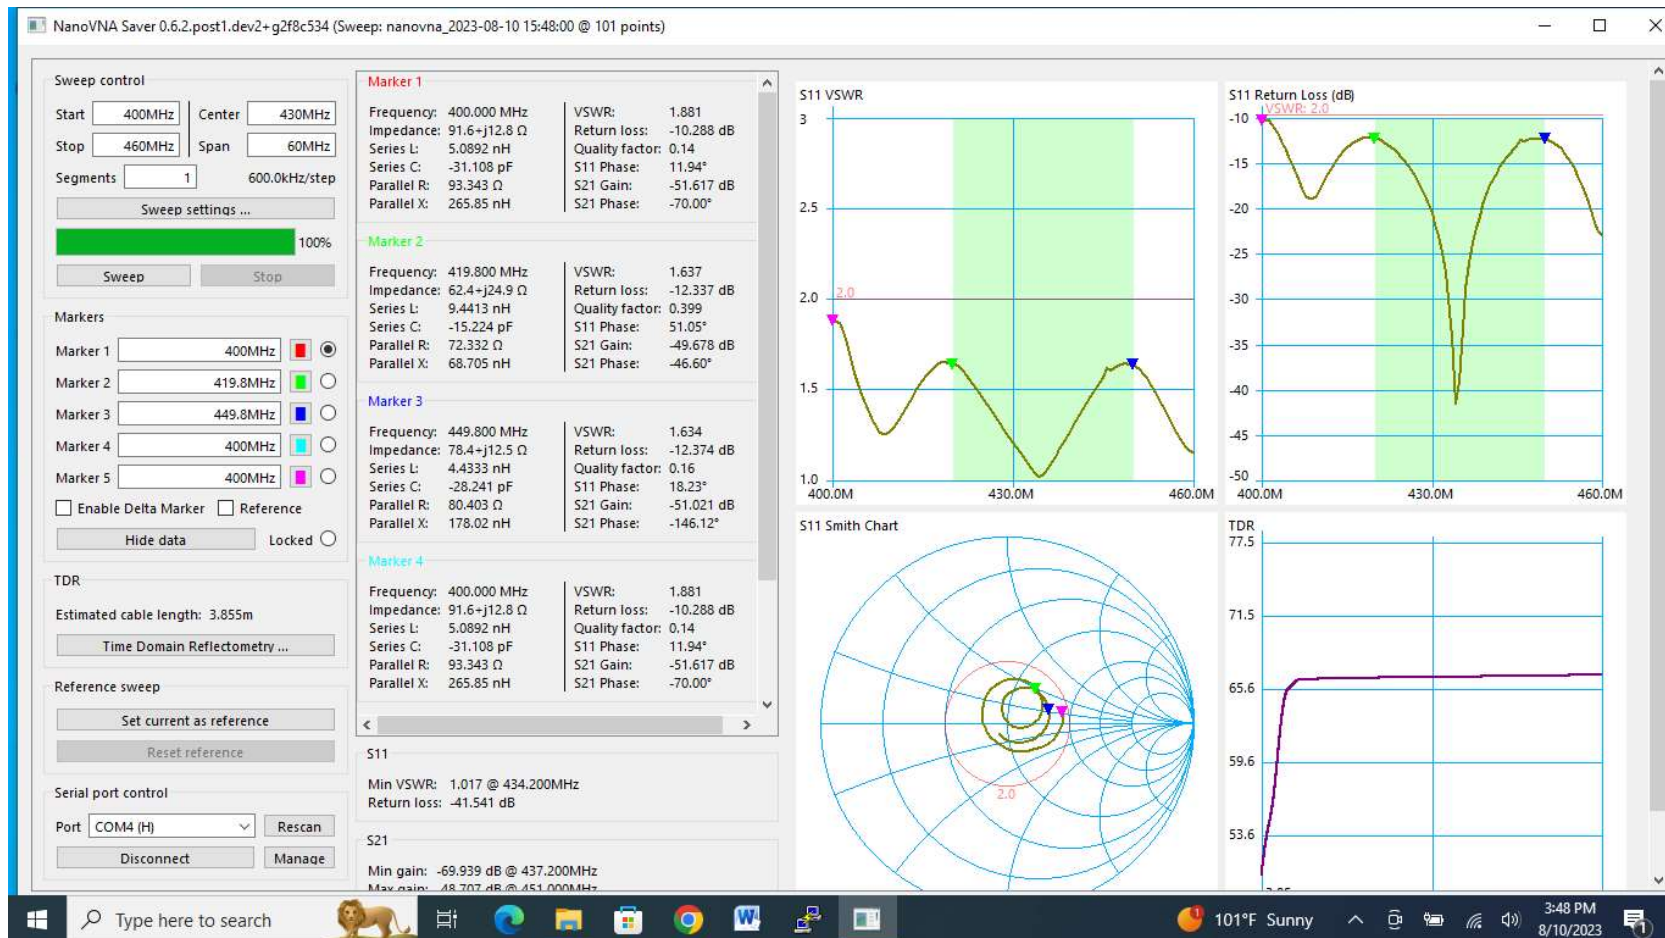 NanoVNA Saver 0.6.2.post1.dev2+g2f8c534 (Sweep: nanovna_2023-08-10 15:48:00 @ 101 points)
Sweep control
Start 400MHz Center 430MHz
Stop 460MHz Span 60MHz
Segments 1 600.0kHz/step
Sweep settings ...
100%
Sweep Stop
Markers
Marker 1 400MHz
Marker 2 419.8MHz
Marker 3 449.8MHz
Marker 4 400MHz
Marker 5 400MHz
Enable Delta Marker Reference
Hide data Locked
TDR
Estimated cable length: 3.855m
Time Domain Reflectometry ...
Reference sweep
Set current as reference
Reset reference
Serial port control
Port COM4 (H) Rescan
Disconnect Manage
Marker 1
Frequency: 400.000 MHz VSWR: 1.881
Impedance: 91.6+j12.8 Ω Return loss: -10.288 dB
Series L: 5.0892 nH Quality factor: 0.14
Series C: -31.108 pF S11 Phase: 11.94°
Parallel R: 93.343 Ω S21 Gain: -51.617 dB
Parallel X: 265.85 nH S21 Phase: -70.00°
Marker 2
Frequency: 419.800 MHz VSWR: 1.637
Impedance: 62.4+j24.9 Ω Return loss: -12.337 dB
Series L: 9.4413 nH Quality factor: 0.399
Series C: -15.224 pF S11 Phase: 51.05°
Parallel R: 72.332 Ω S21 Gain: -49.678 dB
Parallel X: 68.705 nH S21 Phase: -46.60°
Marker 3
Frequency: 449.800 MHz VSWR: 1.634
Impedance: 78.4+j12.5 Ω Return loss: -12.374 dB
Series L: 4.4333 nH Quality factor: 0.16
Series C: -28.241 pF S11 Phase: 18.23°
Parallel R: 80.403 Ω S21 Gain: -51.021 dB
Parallel X: 178.02 nH S21 Phase: -146.12°
Marker 4
Frequency: 400.000 MHz VSWR: 1.881
Impedance: 91.6+j12.8 Ω Return loss: -10.288 dB
Series L: 5.0892 nH Quality factor: 0.14
Series C: -31.108 pF S11 Phase: 11.94°
Parallel R: 93.343 Ω S21 Gain: -51.617 dB
Parallel X: 265.85 nH S21 Phase: -70.00°
S11
Min VSWR: 1.017 @ 434.200MHz
Return loss: -41.541 dB
S21
Min gain: -69.939 dB @ 437.200MHz
Max gain: -48.707 dB @ 451.000MHz
S11 VSWR
3
2.5
2.0 2.0
1.5
1.0
400.0M 430.0M 460.0M
S11 Return Loss (dB)
VSWR: 2.0
-10
-15
-20
-25
-30
-35
-40
-45
-50
400.0M 430.0M 460.0M
S11 Smith Chart
2.0
TDR
77.5
71.5
65.6
59.6
53.6
Type here to search
101°F Sunny
3:48 PM
8/10/2023
1
1